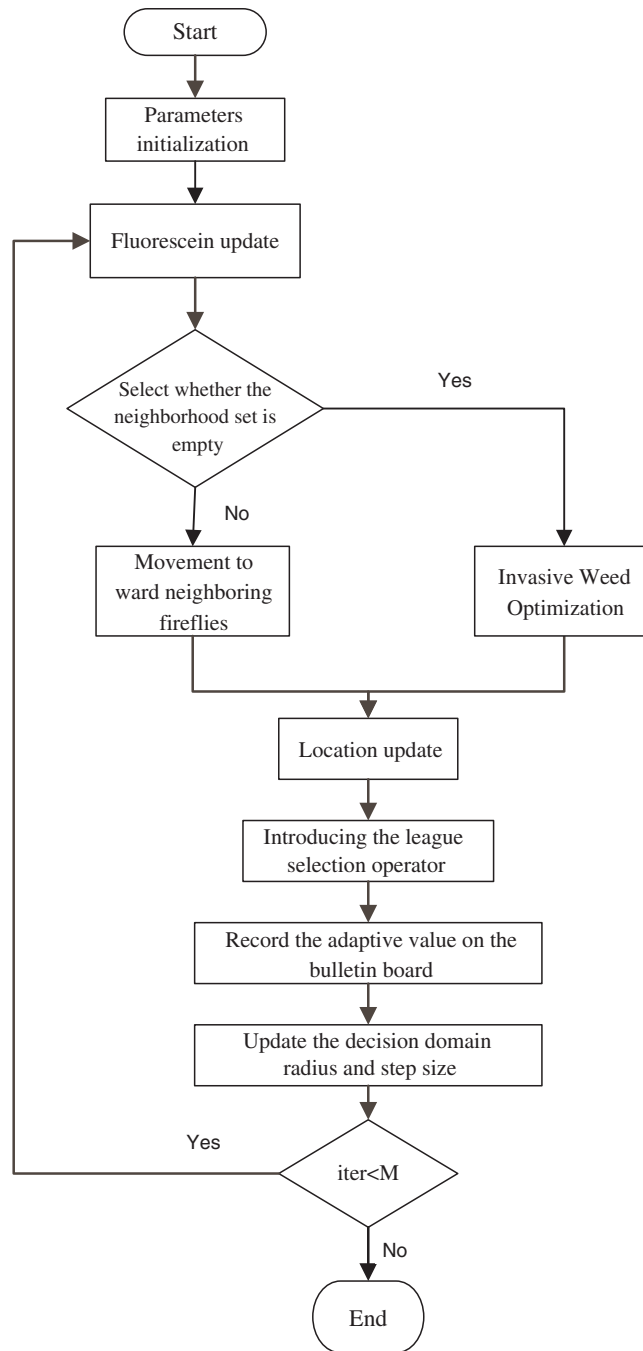 Start
Parameters
initialization
Fluorescein update
Select whether the
neighborhood set is
empty
Yes
No
Movement to
ward neighboring
fireflies
Invasive Weed
Optimization
Location update
Introducing the league
selection operator
Record the adaptive value on the
bulletin board
Update the decision domain
radius and step size
Yes
iter<M
No
End